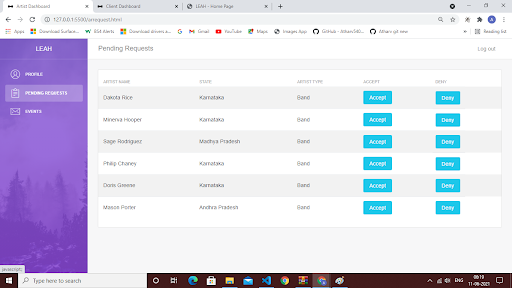 Artist Dashboard
Client Dashboard
LEAH - Home Page
127.0.0.1:5500/arrequest.html
Apps
Download Surface...
BS4 Alerts
Download drivers a...
Gmail
YouTube
Maps
Images App
GitHub - Atharv540...
Atharv git new
Reading list
LEAH
Pending Requests
Log out
PROFILE
PENDING REQUESTS
EVENTS
ARTIST NAME STATE ARTIST TYPE ACCEPT DENY
Dakota Rice Karnataka Band Accept Deny
Minerva Hooper Karnataka Band Accept Deny
Sage Rodriguez Madhya Pradesh Band Accept Deny
Philip Chaney Karnataka Band Accept Deny
Doris Greene Karnataka Band Accept Deny
Mason Porter Andhra Pradesh Band Accept Deny
javascript:
Type here to search
ENG
08:19
11-06-2021